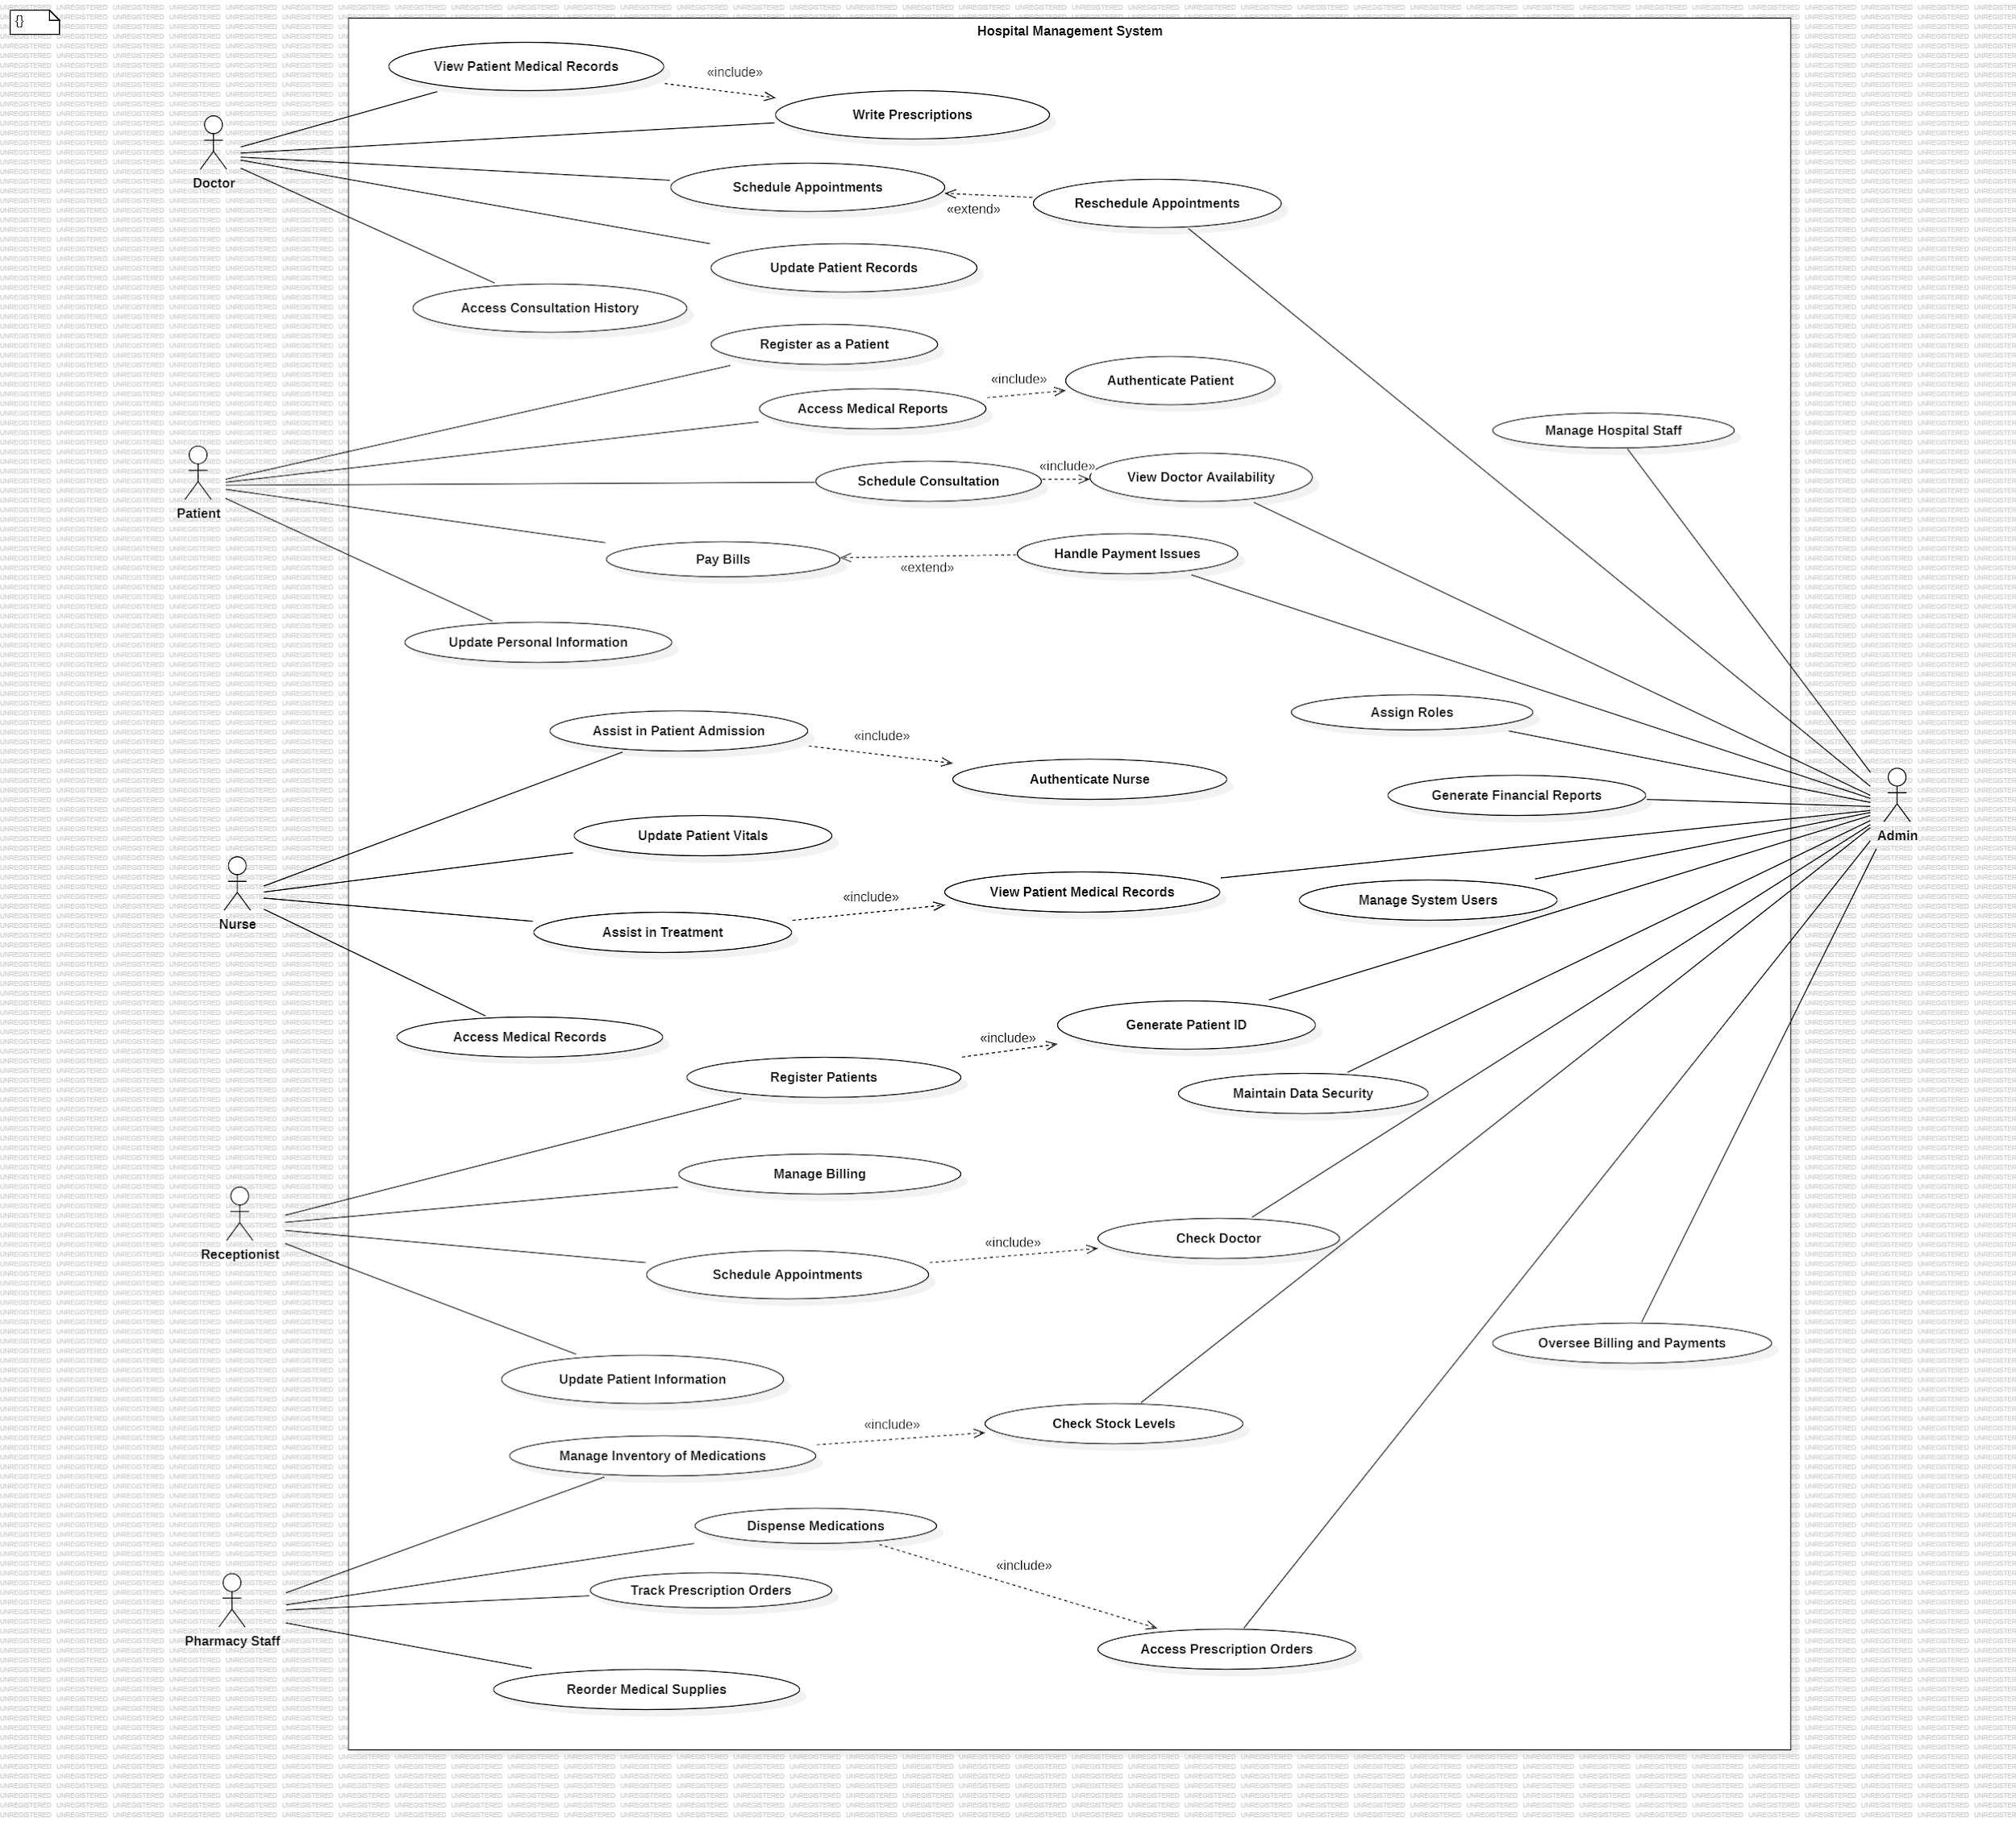 {}
Hospital Management System
View Patient Medical Records
«include»
Write Prescriptions
Doctor
Schedule Appointments
«extend»
Reschedule Appointments
Update Patient Records
Access Consultation History
Register as a Patient
«include»
Authenticate Patient
Access Medical Reports
Manage Hospital Staff
«include»
Schedule Consultation
View Doctor Availability
Patient
Pay Bills
«extend»
Handle Payment Issues
Update Personal Information
Assign Roles
Assist in Patient Admission
«include»
Authenticate Nurse
Generate Financial Reports
Admin
Update Patient Vitals
«include»
View Patient Medical Records
Manage System Users
Nurse
Assist in Treatment
Access Medical Records
«include»
Generate Patient ID
Register Patients
Maintain Data Security
Manage Billing
Receptionist
Schedule Appointments
«include»
Check Doctor
Oversee Billing and Payments
Update Patient Information
«include»
Check Stock Levels
Manage Inventory of Medications
Dispense Medications
«include»
Track Prescription Orders
Pharmacy Staff
Access Prescription Orders
Reorder Medical Supplies
UNREGISTERED